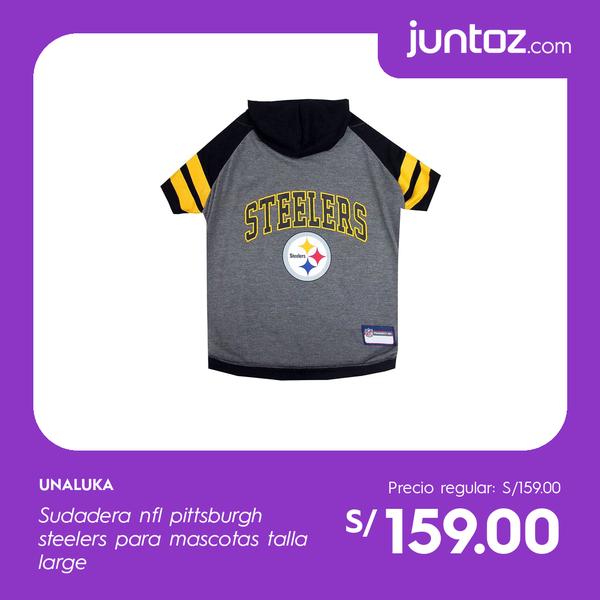 juntoz.com
STEELERS
Steelers
NFL
UNALUKA
Sudadera nfl pittsburgh
steelers para mascotas talla
large
Precio regular: S/159.00
S/159.00